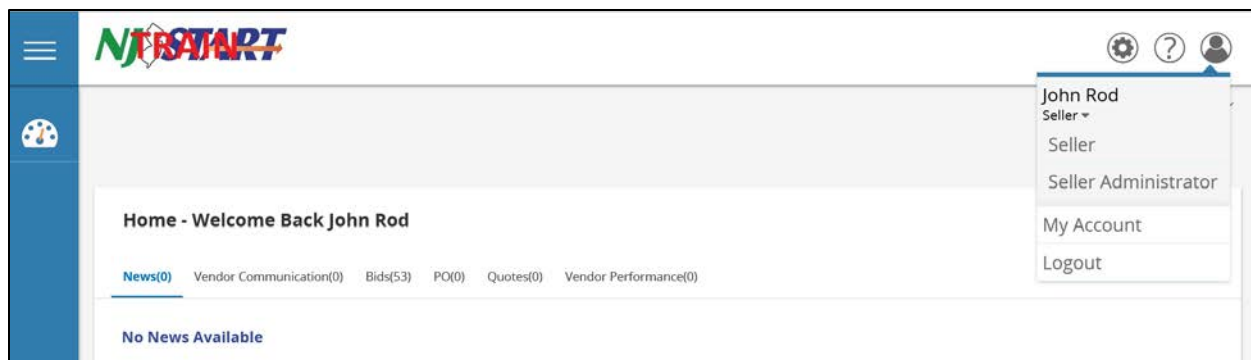 NJSTART
TRAIN
?
John Rod
Seller
Seller
Seller Administrator
My Account
Logout
Home - Welcome Back John Rod
News(0) Vendor Communication(0) Bids(53) PO(0) Quotes(0) Vendor Performance(0)
No News Available